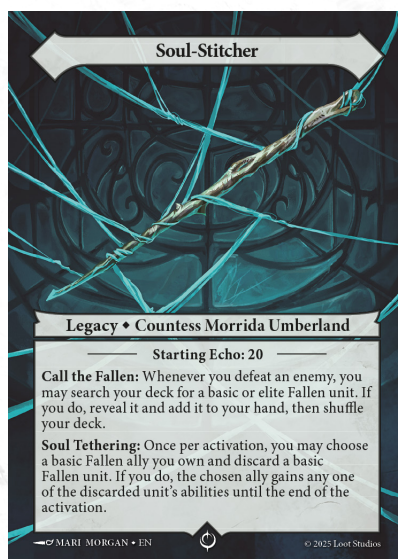 Soul-Stitcher
Legacy ◆ Countess Morrida Umberland
Starting Echo: 20
Call the Fallen: Whenever you defeat an enemy, you
may search your deck for a basic or elite Fallen unit. If
you do, reveal it and add it to your hand, then shuffle
your deck.
Soul Tethering: Once per activation, you may choose
a basic Fallen ally you own and discard a basic
Fallen unit. If you do, the chosen ally gains any one
of the discarded unit's abilities until the end of the
activation.
MARI MORGAN • EN
© 2025 Loot Studios